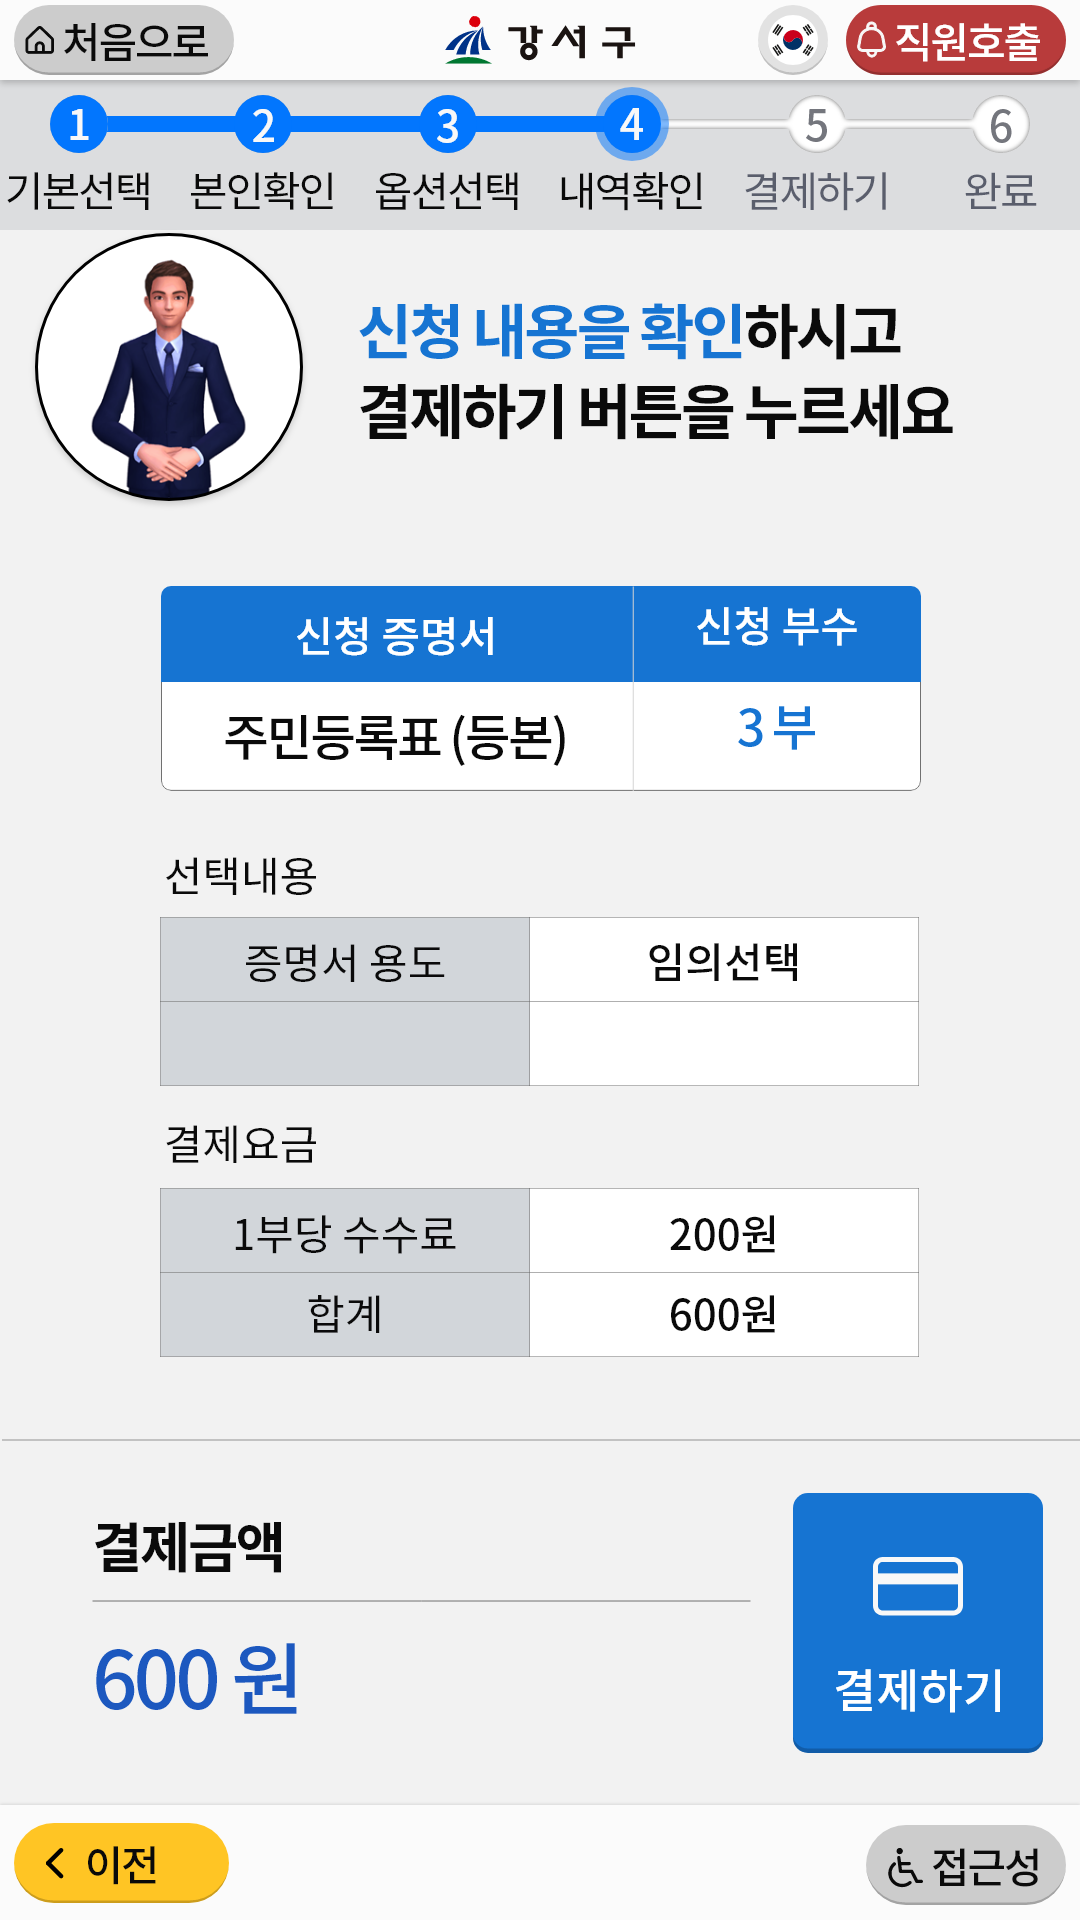 처음으로
강서구
직원호출
1 2 3 4 5 6
기본선택 본인확인 옵션선택 내역확인 결제하기 완료
신청 내용을 확인하시고
결제하기 버튼을 누르세요
신청 증명서 신청 부수
주민등록표 (등본) 3 부
선택내용
증명서 용도 임의선택
결제요금
1부당 수수료 200원
합계 600원
결제금액
600 원
결제하기
이전
접근성